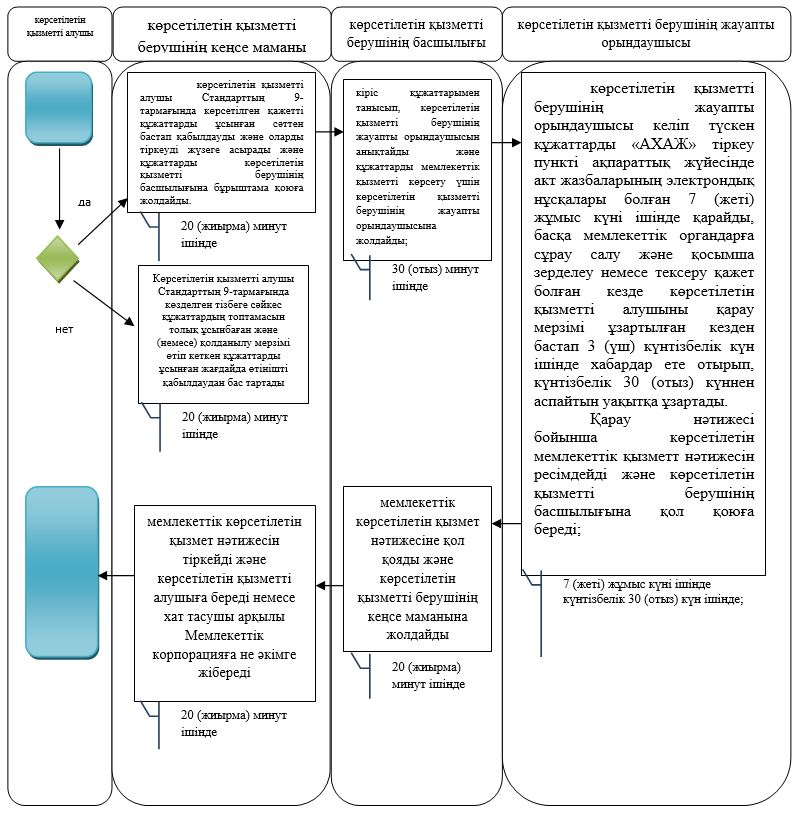 көрсетілетін
қызметті алушы
көрсетілетін қызметті
берушінің кеңсе маманы
көрсетілетін қызметті
берушінің басшылығы
көрсетілетін қызметті берушінің жауапты
орындаушысы
көрсетілетін қызметті
алушы Стандарттың 9-
тармағында көрсетілген қажетті
құжаттарды ұсынған сәттен
бастап қабылдауды және оларды
тіркеуді жүзеге асырады және
құжаттарды көрсетілетін
қызметті берушінің
басшылығына бұрыштама қоюға
жолдайды.
20 (жиырма) минут
ішінде
да
нет
Көрсетілетін қызметті алушы
Стандарттың 9-тармағында
көзделген тізбеге сәйкес
құжаттардың топтамасын
толық ұсынбаған және
(немесе) қолданылу мерзімі
өтіп кеткен құжаттарды
ұсынған жағдайда өтінішті
қабылдаудан бас тартады
20 (жиырма) минут
ішінде
кіріс құжаттарымен
танысып, көрсетілетін
қызметті берушінің
жауапты орындаушысын
анықтайды және
құжаттарды мемлекеттік
қызметті көрсету үшін
көрсетілетін қызметті
берушінің жауапты
орындаушысына
жолдайды;
30 (отыз) минут
ішінде
көрсетілетін қызметті
берушінің жауапты
орындаушысы келіп түскен
құжаттарды «АХАЖ» тіркеу
пункті ақпараттық жүйесінде
акт жазбаларының электрондық
нұсқалары болған 7 (жеті)
жұмыс күні ішінде қарайды,
басқа мемлекеттік органдарға
сұрау салу және қосымша
зерделеу немесе тексеру қажет
болған кезде көрсетілетін
қызметті алушыны қарау
мерзімі ұзартылған кезден
бастап 3 (үш) күнтізбелік күн
ішінде хабардар ете отырып,
күнтізбелік 30 (отыз) күннен
аспайтын уақытқа ұзартады.
Қарау нәтижесі
бойынша көрсетілетін
мемлекеттік қызметт нәтижесін
ресімдейді және көрсетілетін
қызметті берушінің
басшылығына қол қоюға
береді;
7 (жеті) жұмыс күні ішінде
күнтізбелік 30 (отыз) күн ішінде;
мемлекеттік
көрсетілетін қызмет
нәтижесіне қол
қояды және
көрсетілетін
қызметті берушінің
кеңсе маманына
жолдайды
20 (жиырма)
минут ішінде
мемлекеттік көрсетілетін
қызмет нәтижесін
тіркейді және
көрсетілетін қызметті
алушыға береді немесе
хат тасушы арқылы
Мемлекеттік
корпорацияға не әкімге
жібереді
20 (жиырма) минут
ішінде